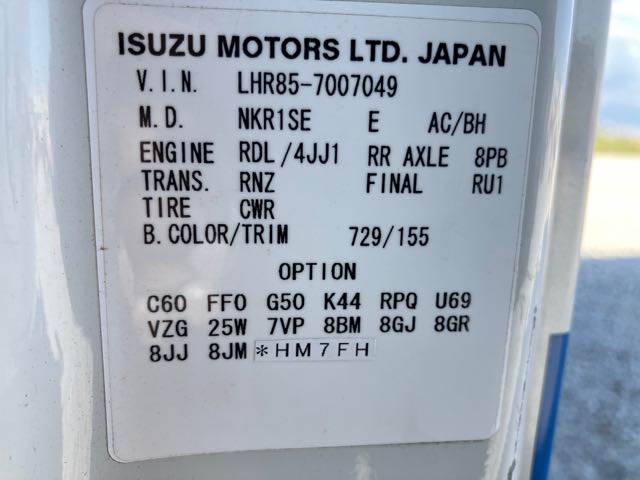 ISUZU MOTORS LTD. JAPAN
V.I.N. LHR85-7007049
M.D. NKR1SE E AC/BH
ENGINE RDL/4JJ1 RR AXLE 8PB
TRANS. RNZ FINAL RU1
TIRE CWR
B.COLOR/TRIM 729/155
OPTION
C60 FF0 G50 K44 RPQ U69
VZG 25W 7VP 8BM 8GJ 8GR
8JJ 8JM *HM7FH